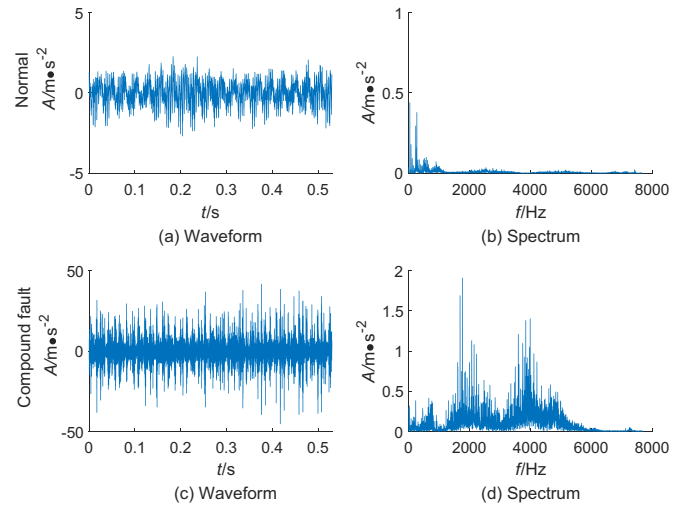 Normal
A/m•s-2
5
0
-5
0 0.1 0.2 0.3 0.4 0.5
t/s
(a) Waveform
A/m•s-2
1
0.5
0
0 2000 4000 6000 8000
f/Hz
(b) Spectrum
Compound fault
A/m•s-2
50
0
-50
0 0.1 0.2 0.3 0.4 0.5
t/s
(c) Waveform
A/m•s-2
2
1.5
1
0.5
0
0 2000 4000 6000 8000
f/Hz
(d) Spectrum